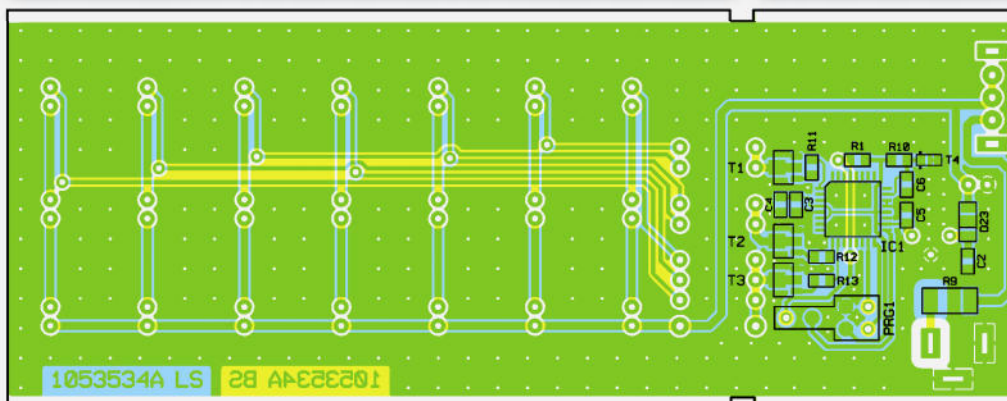 R11
R1
R10
T4
T1
C6
C4
C3
C5
D23
T2
IC1
R12
C2
T3
R13
R9
PRG1
1053534A LS
1053534A BS